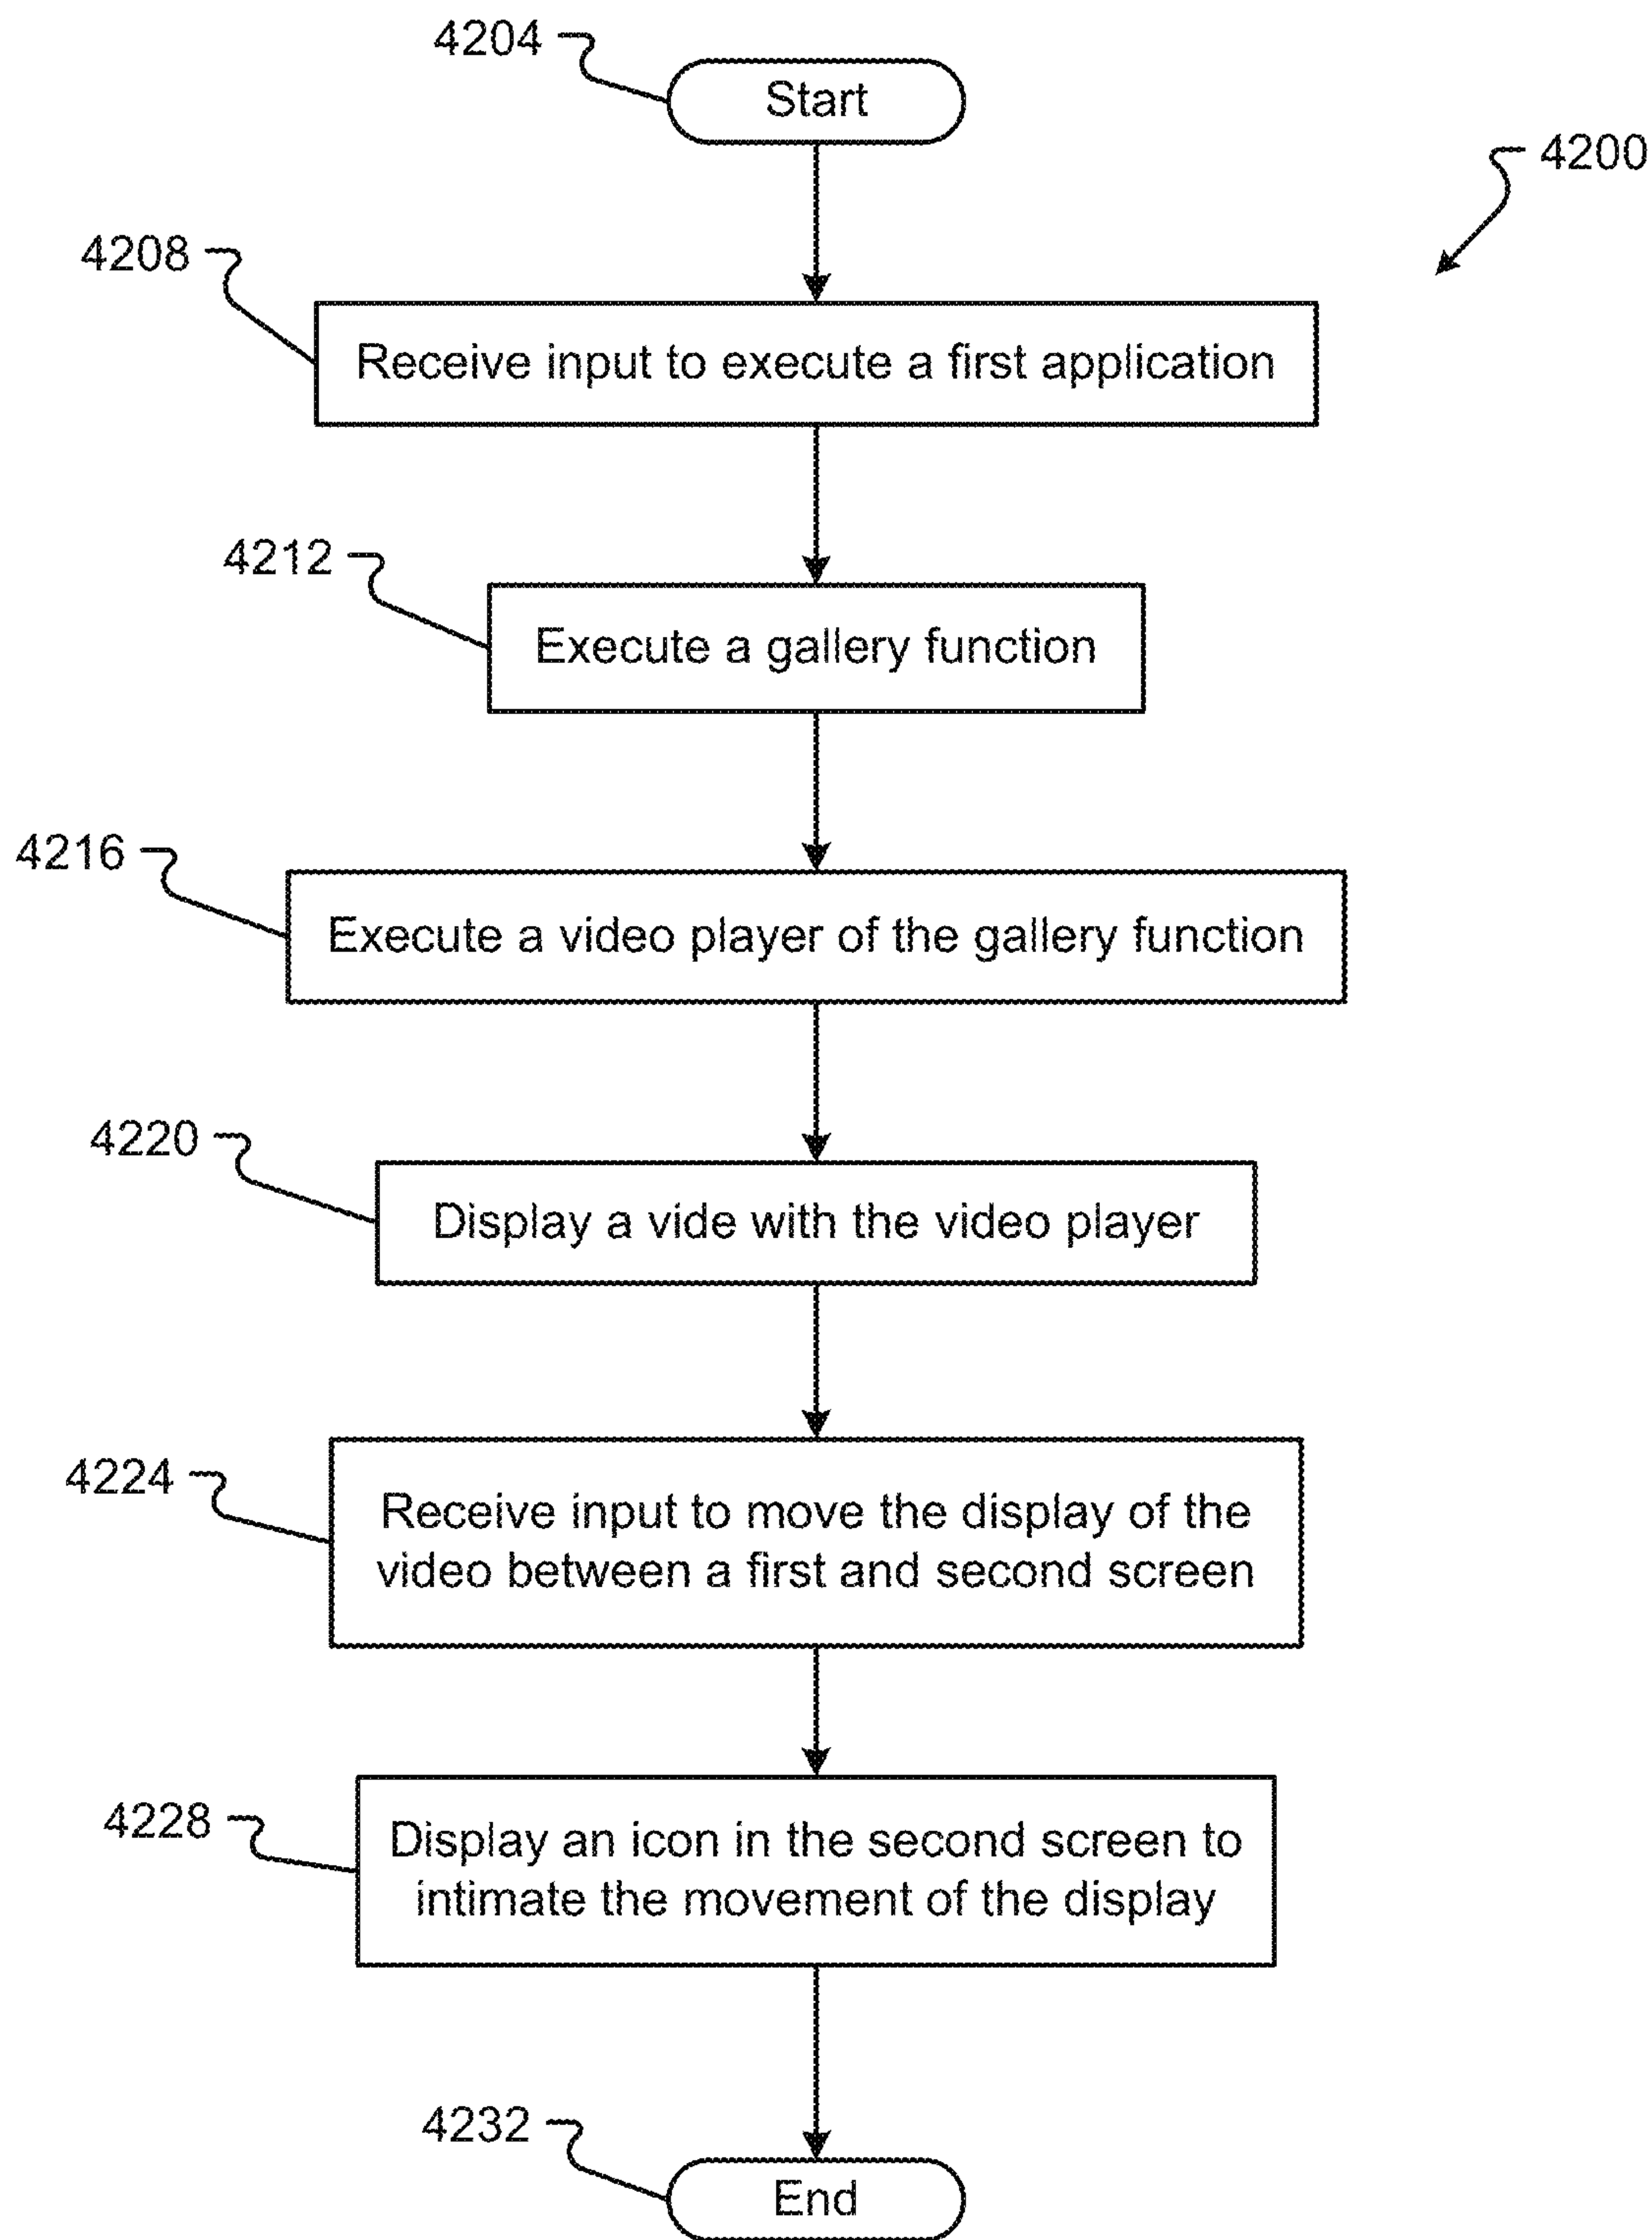 4204
Start
4200
4208
Receive input to execute a first application
4212
Execute a gallery function
4216
Execute a video player of the gallery function
4220
Display a vide with the video player
4224
Receive input to move the display of the
video between a first and second screen
4228
Display an icon in the second screen to
intimate the movement of the display
4232
End